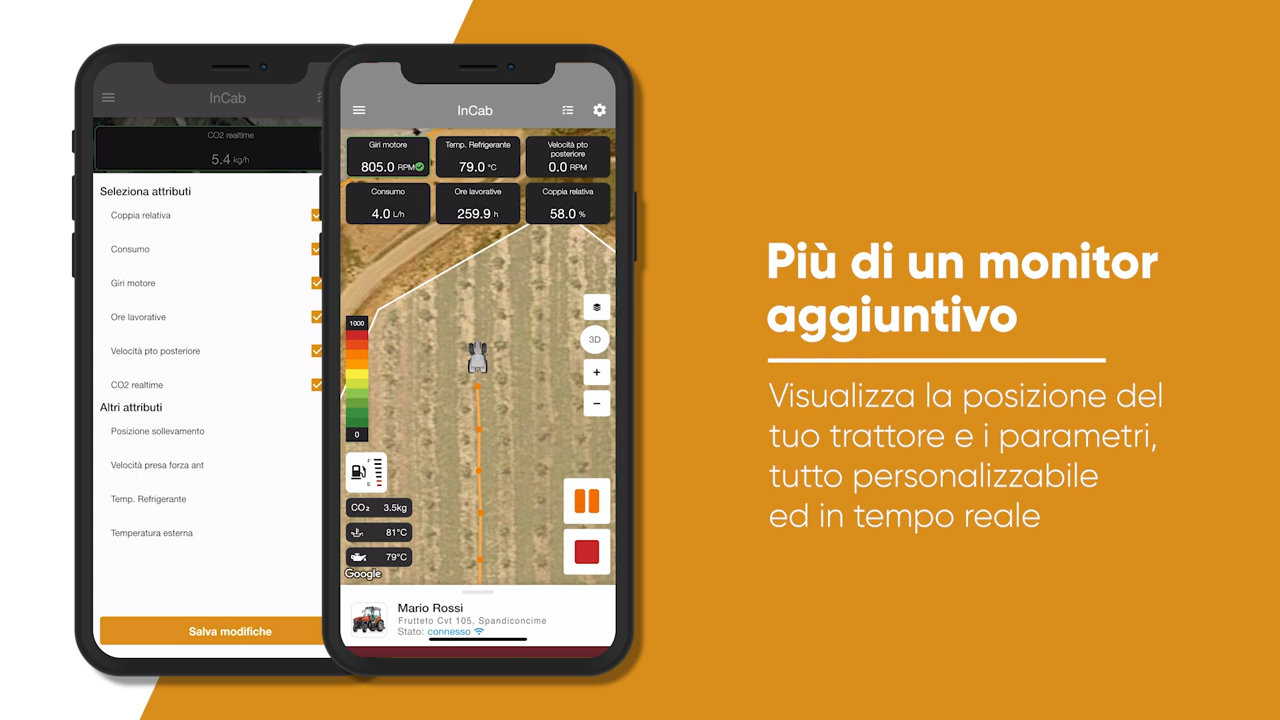 InCab
CO2 realtime
5.4 kg/h
Seleziona attributi
Coppia relativa
Consumo
Giri motore
Ore lavorative
Velocità pto posteriore
CO2 realtime
Altri attributi
Posizione sollevamento
Velocità presa forza ant
Temp. Refrigerante
Temperatura esterna
Salva modifiche
InCab
Giri motore
805.0 RPM
Temp. Refrigerante
79.0 °C
Velocità pto
posteriore
0.0 RPM
Consumo
4.0 L/h
Ore lavorative
259.9 h
Coppia relativa
58.0 %
1000
0
3D
+
−
F
E
CO₂ 3.5kg
81°C
79°C
Google
Mario Rossi
Frutteto Cvt 105, Spandiconcime
Stato: connesso
Più di un monitor
aggiuntivo
Visualizza la posizione del
tuo trattore e i parametri,
tutto personalizzabile
ed in tempo reale